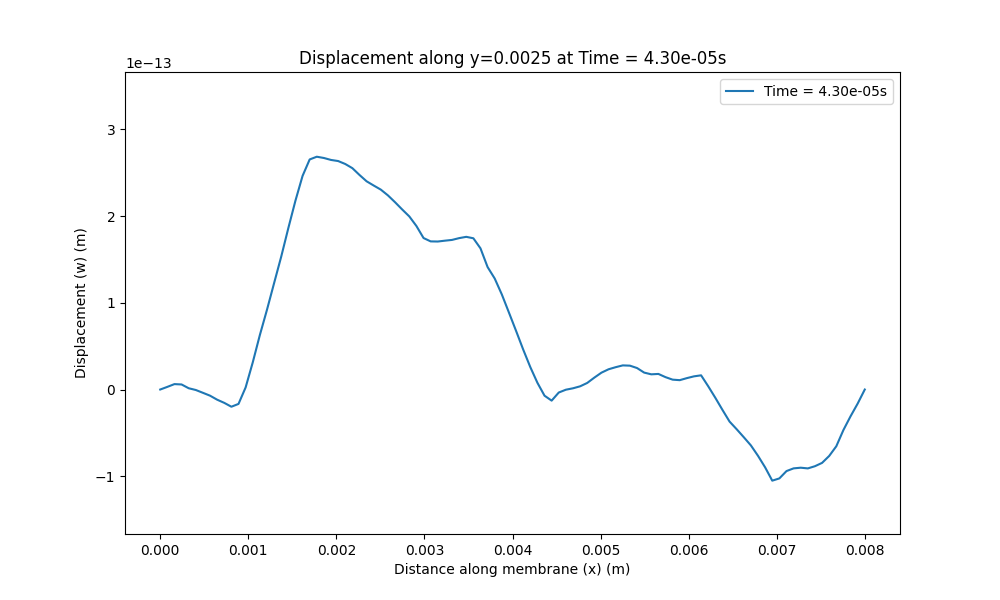 Displacement along y=0.0025 at Time = 4.30e-05s
1e−13
Time = 4.30e-05s
3
2
1
0
−1
Displacement (w) (m)
0.000 0.001 0.002 0.003 0.004 0.005 0.006 0.007 0.008
Distance along membrane (x) (m)